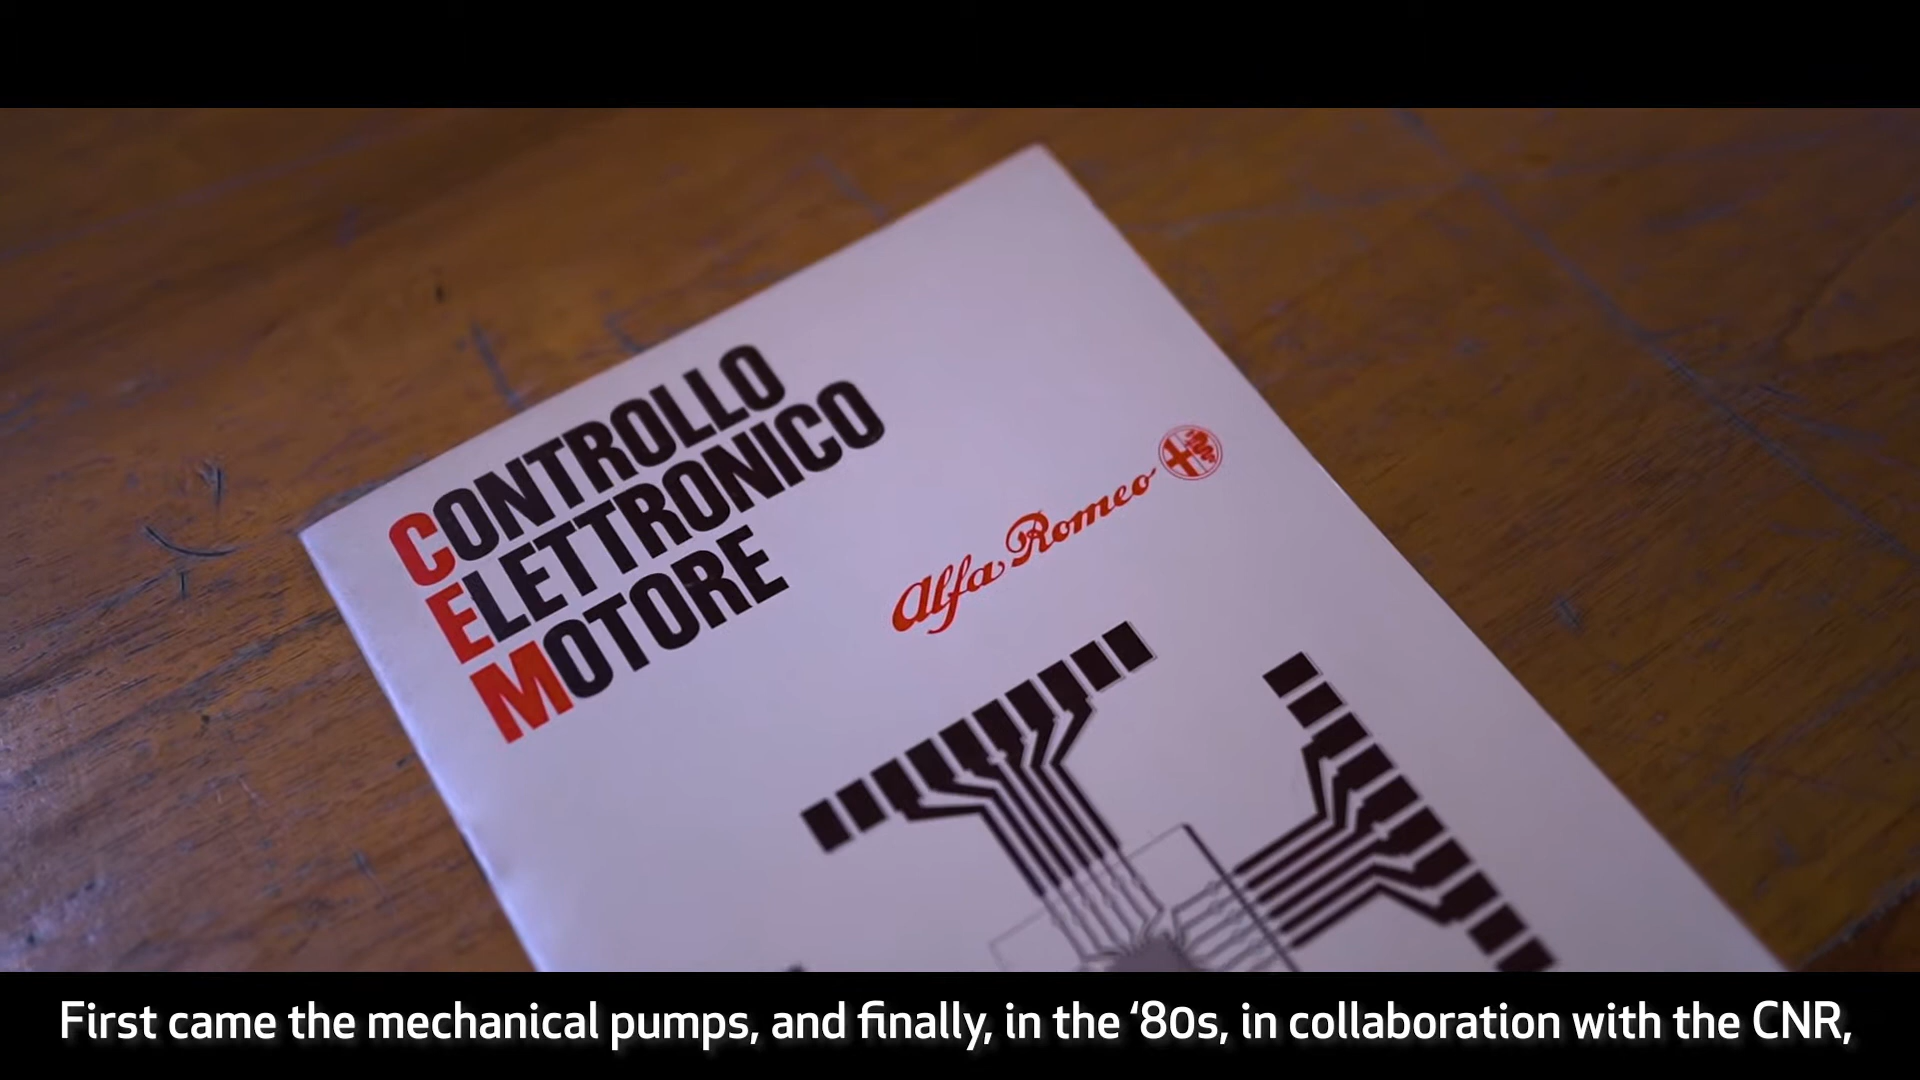 CONTROLLO
ELETTRONICO
MOTORE
Alfa Romeo
First came the mechanical pumps, and finally, in the ‘80s, in collaboration with the CNR,